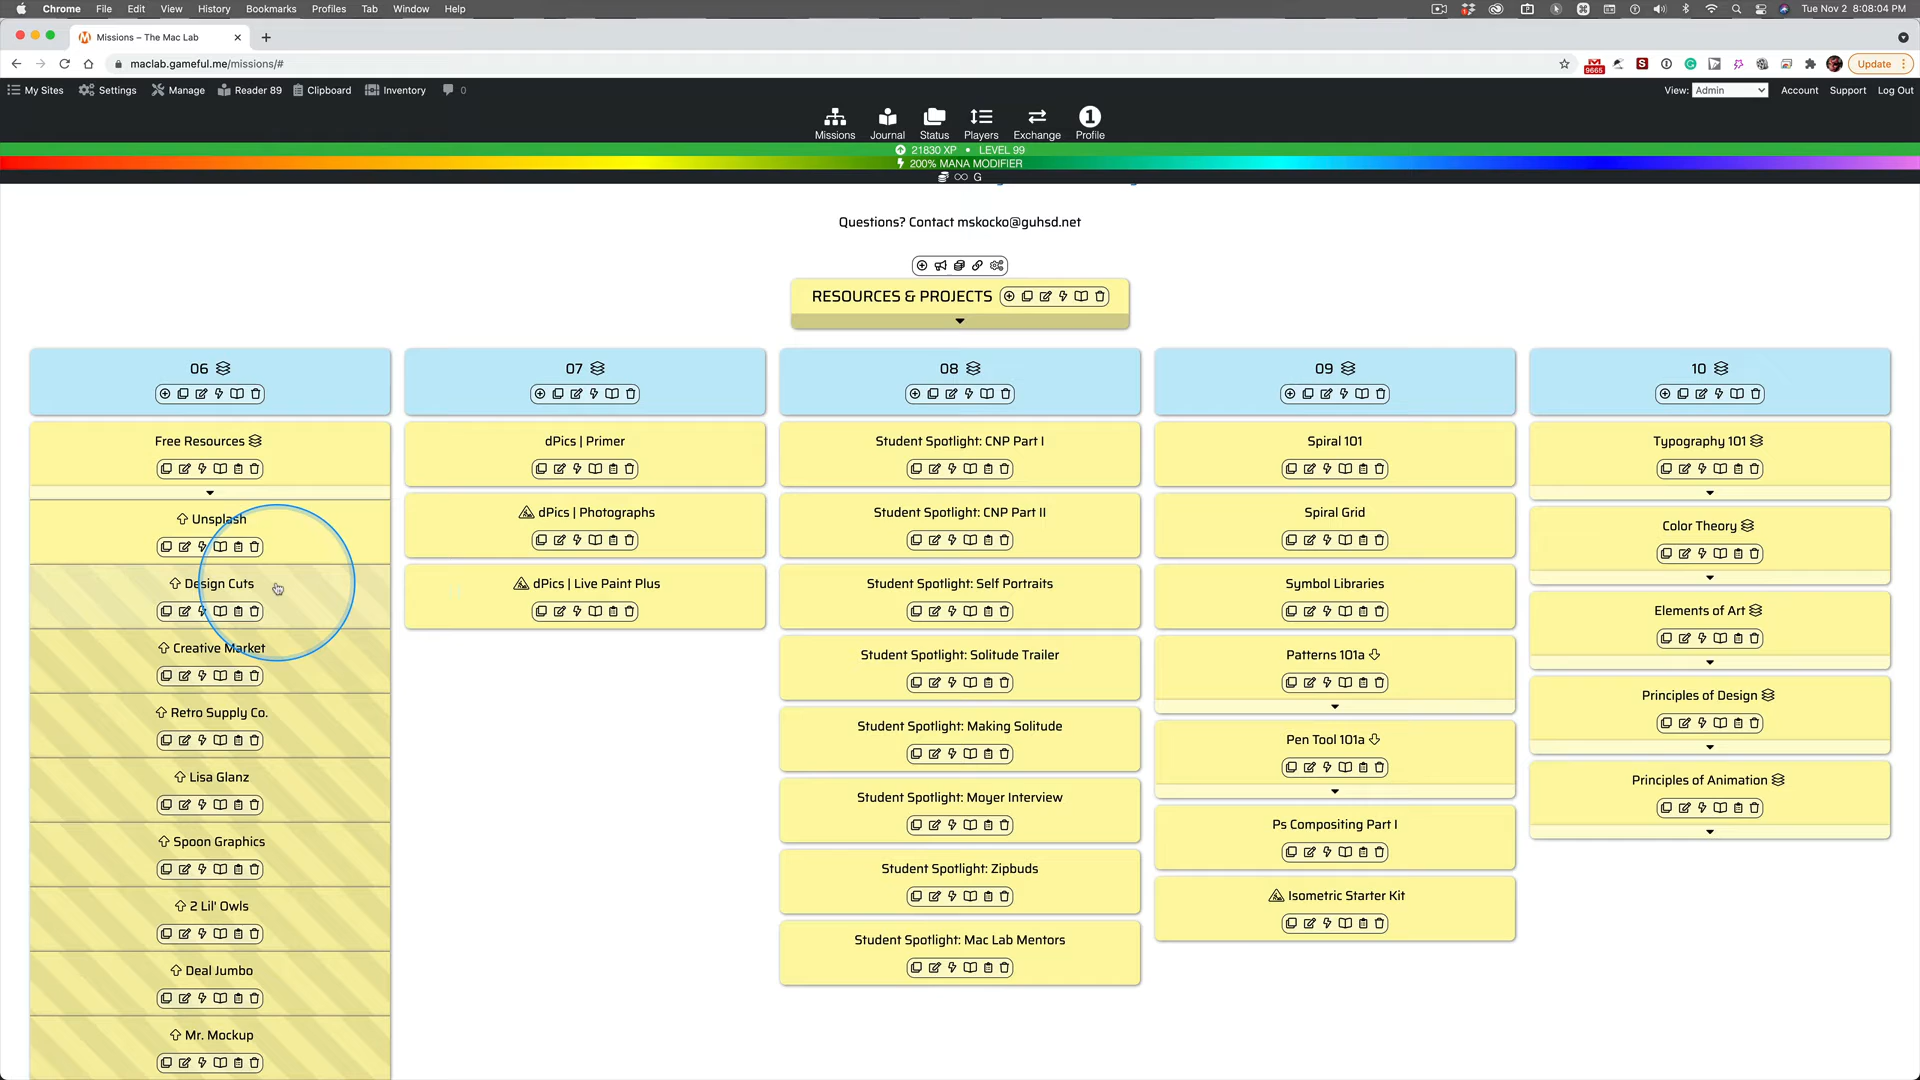 Chrome File Edit View History Bookmarks Profiles Tab Window Help Tue Nov 2 8:08:04 PM
Missions – The Mac Lab
maclab.gameful.me/missions/# 9665 Update
My Sites Settings Manage Reader 89 Clipboard Inventory 0 View: Admin Account Support Log Out
Missions Journal Status Players Exchange 1 Profile
21830 XP • LEVEL 99
200% MANA MODIFIER
∞ G
Questions? Contact mskocko@guhsd.net
RESOURCES & PROJECTS
06
Free Resources
Unsplash
Design Cuts
Creative Market
Retro Supply Co.
Lisa Glanz
Spoon Graphics
2 Lil' Owls
Deal Jumbo
Mr. Mockup
07
dPics | Primer
dPics | Photographs
dPics | Live Paint Plus
08
Student Spotlight: CNP Part I
Student Spotlight: CNP Part II
Student Spotlight: Self Portraits
Student Spotlight: Solitude Trailer
Student Spotlight: Making Solitude
Student Spotlight: Moyer Interview
Student Spotlight: Zipbuds
Student Spotlight: Mac Lab Mentors
09
Spiral 101
Spiral Grid
Symbol Libraries
Patterns 101a
Pen Tool 101a
Ps Compositing Part I
Isometric Starter Kit
10
Typography 101
Color Theory
Elements of Art
Principles of Design
Principles of Animation